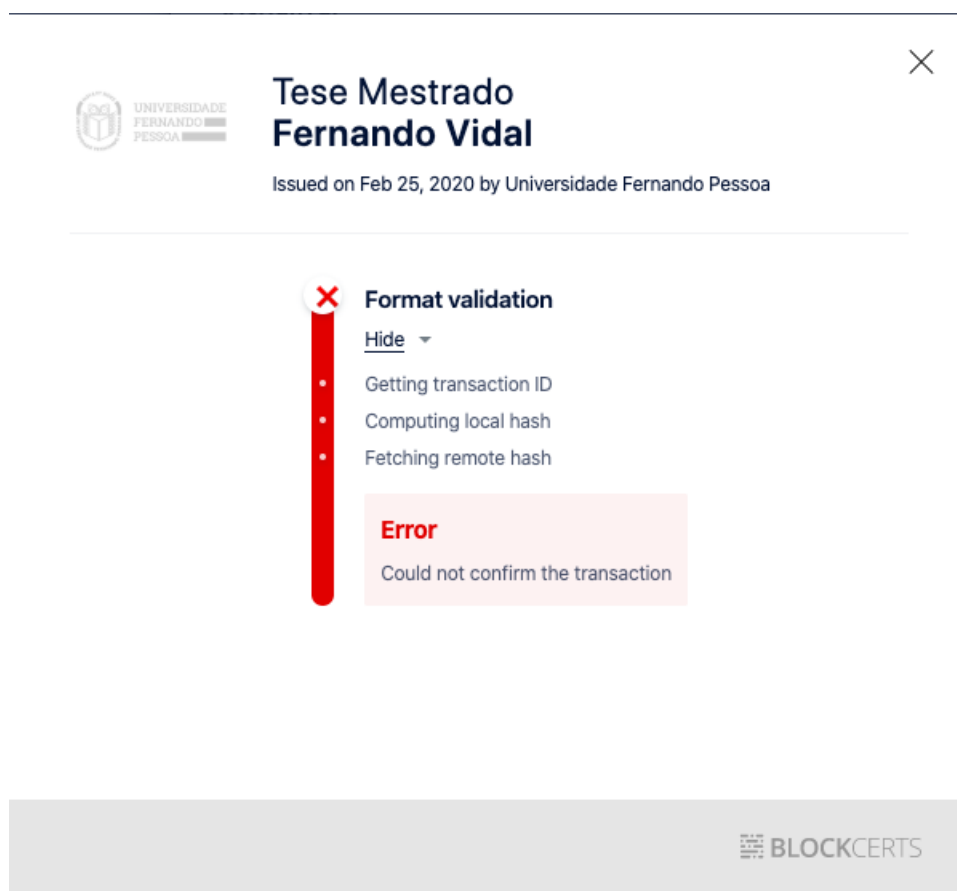 UNIVERSIDADE
FERNANDO
PESSOA
Tese Mestrado
Fernando Vidal
Issued on Feb 25, 2020 by Universidade Fernando Pessoa
Format validation
Hide
Getting transaction ID
Computing local hash
Fetching remote hash
Error
Could not confirm the transaction
BLOCKCERTS